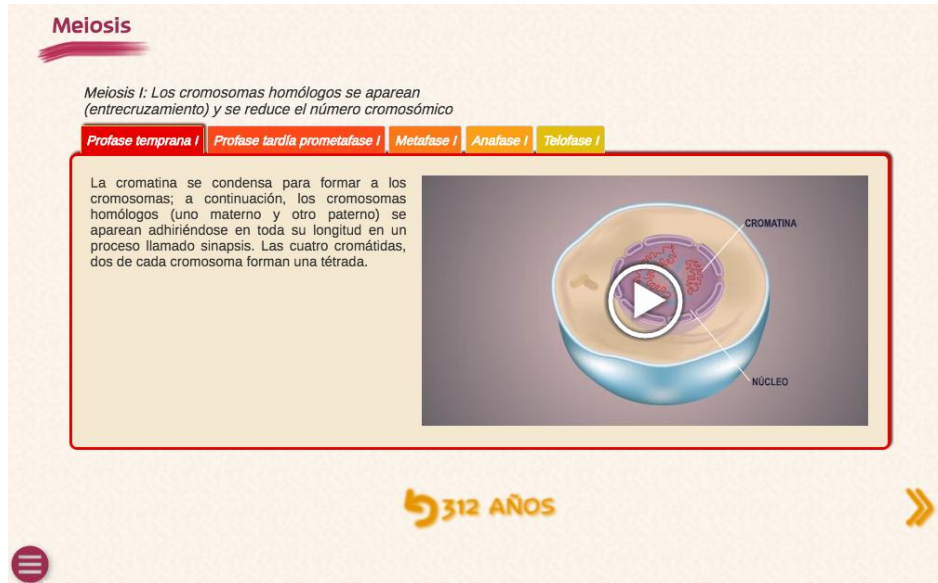 Meiosis
Meiosis I: Los cromosomas homólogos se aparean
(entrecruzamiento) y se reduce el número cromosómico
Profase temprana I
Profase tardía prometafase I
Metafase I
Anafase I
Telofase I
La cromatina se condensa para formar a los
cromosomas; a continuación, los cromosomas
homólogos (uno materno y otro paterno) se
aparean adhiriéndose en toda su longitud en un
proceso llamado sinapsis. Las cuatro cromátidas,
dos de cada cromosoma forman una tétrada.
CROMATINA
NÚCLEO
312 AÑOS